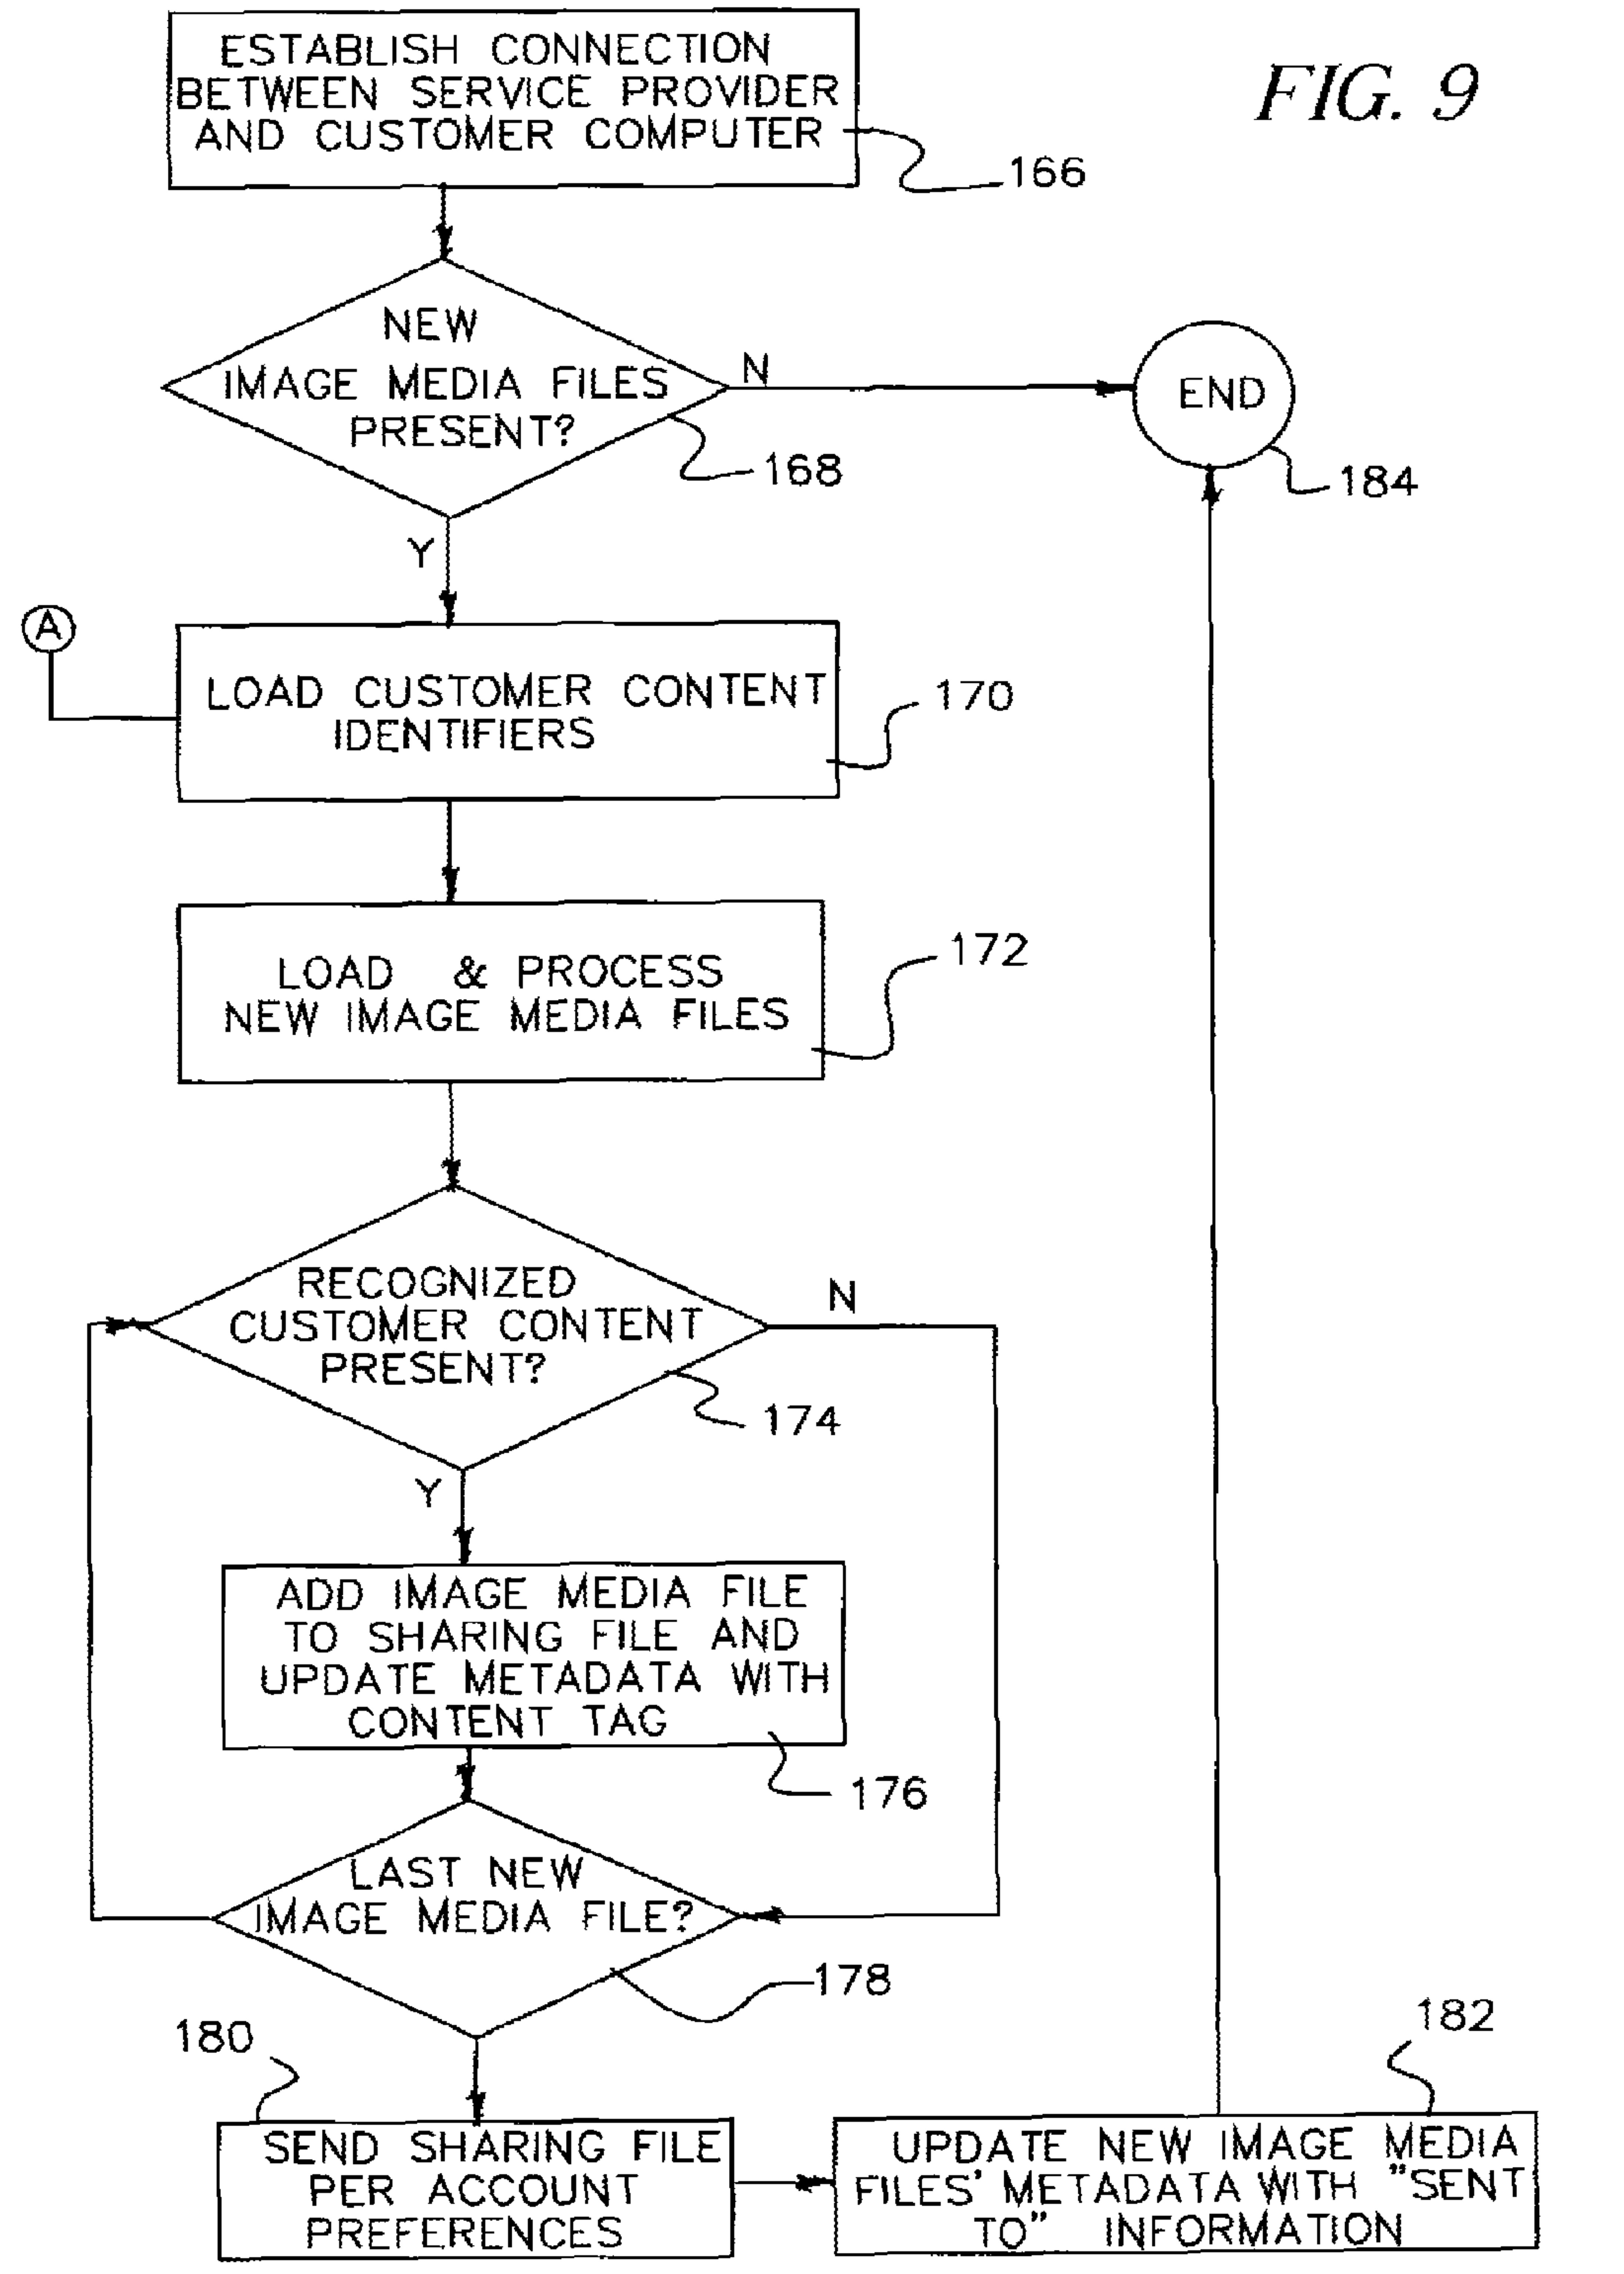 FIG. 9
ESTABLISH CONNECTION
BETWEEN SERVICE PROVIDER
AND CUSTOMER COMPUTER
166
NEW
IMAGE MEDIA FILES
PRESENT?
N
168
END
184
Y
A
LOAD CUSTOMER CONTENT
IDENTIFIERS
170
LOAD & PROCESS
NEW IMAGE MEDIA FILES
172
RECOGNIZED
CUSTOMER CONTENT
PRESENT?
N
174
Y
ADD IMAGE MEDIA FILE
TO SHARING FILE AND
UPDATE METADATA WITH
CONTENT TAG
176
LAST NEW
IMAGE MEDIA FILE?
178
180
SEND SHARING FILE
PER ACCOUNT
PREFERENCES
182
UPDATE NEW IMAGE MEDIA
FILES' METADATA WITH "SENT
TO" INFORMATION